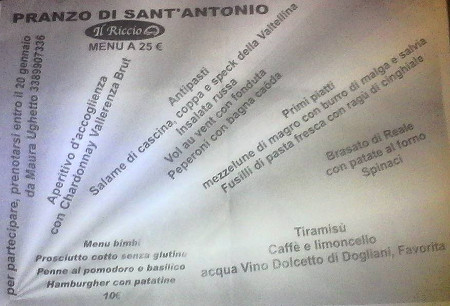 PRANZO DI SANT'ANTONIO
Il Riccio
MENU A 25 €
per partecipare, prenotarsi entro il 20 gennaio
da Maura Ughetto 3389907336
Aperitivo d'accoglienza
con Chardonnay Vallerenza Brut
Antipasti
Salame di cascina, coppa e speck della Valtellina
Insalata russa
Vol au vent con fonduta
Peperoni con bagna caöda
Primi piatti
mezzelune di magro con burro di malga e salvia
Fusilli di pasta fresca con ragù di cinghiale
Brasato di Reale
con patate al forno
Spinaci
Tiramisù
Caffè e limoncello
acqua Vino Dolcetto di Dogliani, Favorita
Menu bimbi
Prosciutto cotto senza glutine
Penne al pomodoro e basilico
Hamburgher con patatine
10€